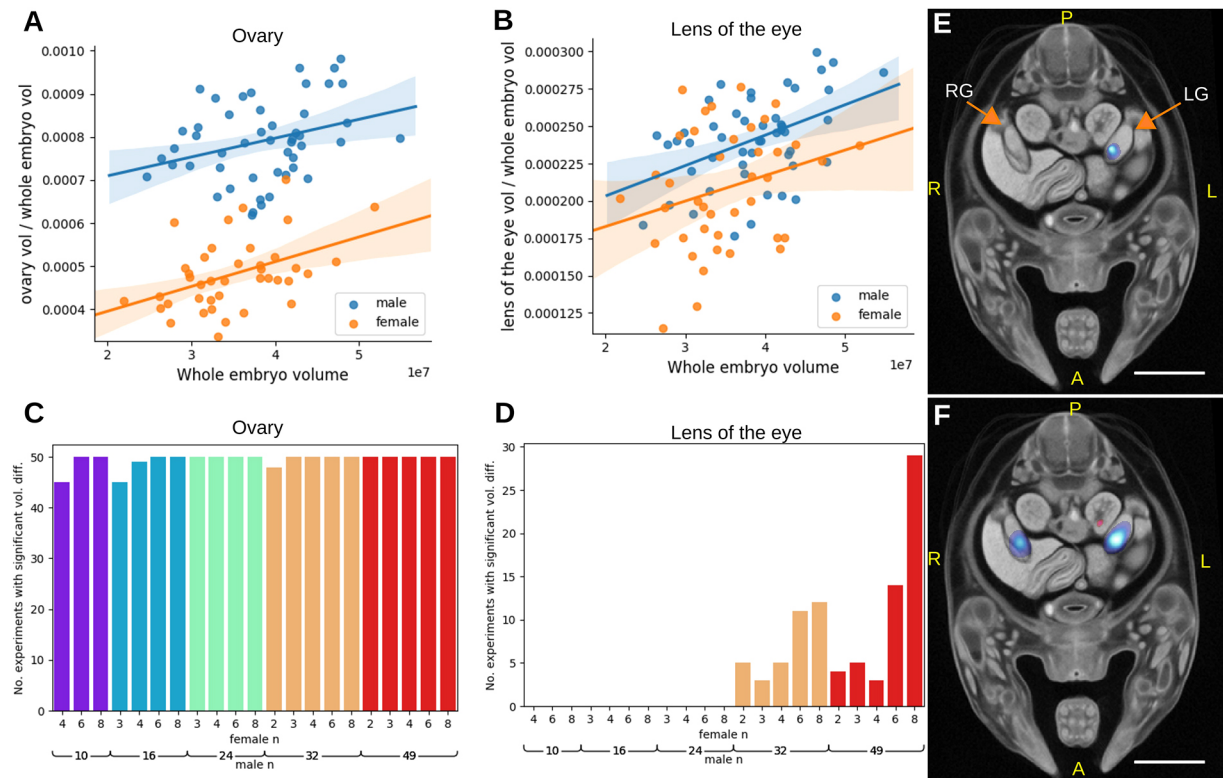 A
Ovary
ovary vol / whole embryo vol
0.0010
0.0009
0.0008
0.0007
0.0006
0.0005
0.0004
male
female
2 3 4 5
1e7
Whole embryo volume
B
Lens of the eye
lens of the eye vol / whole embryo vol
0.000300
0.000275
0.000250
0.000225
0.000200
0.000175
0.000150
0.000125
male
female
2 3 4 5
1e7
Whole embryo volume
E
P
RG
LG
R
L
A
C
Ovary
No. experiments with significant vol. diff.
50
40
30
20
10
0
4 6 8 3 4 6 8 3 4 6 8 2 3 4 6 8 2 3 4 6 8
female n
10 16 24 32 49
male n
D
Lens of the eye
No. experiments with significant vol. diff.
30
25
20
15
10
5
0
4 6 8 3 4 6 8 3 4 6 8 2 3 4 6 8 2 3 4 6 8
female n
10 16 24 32 49
male n
F
P
R
L
A